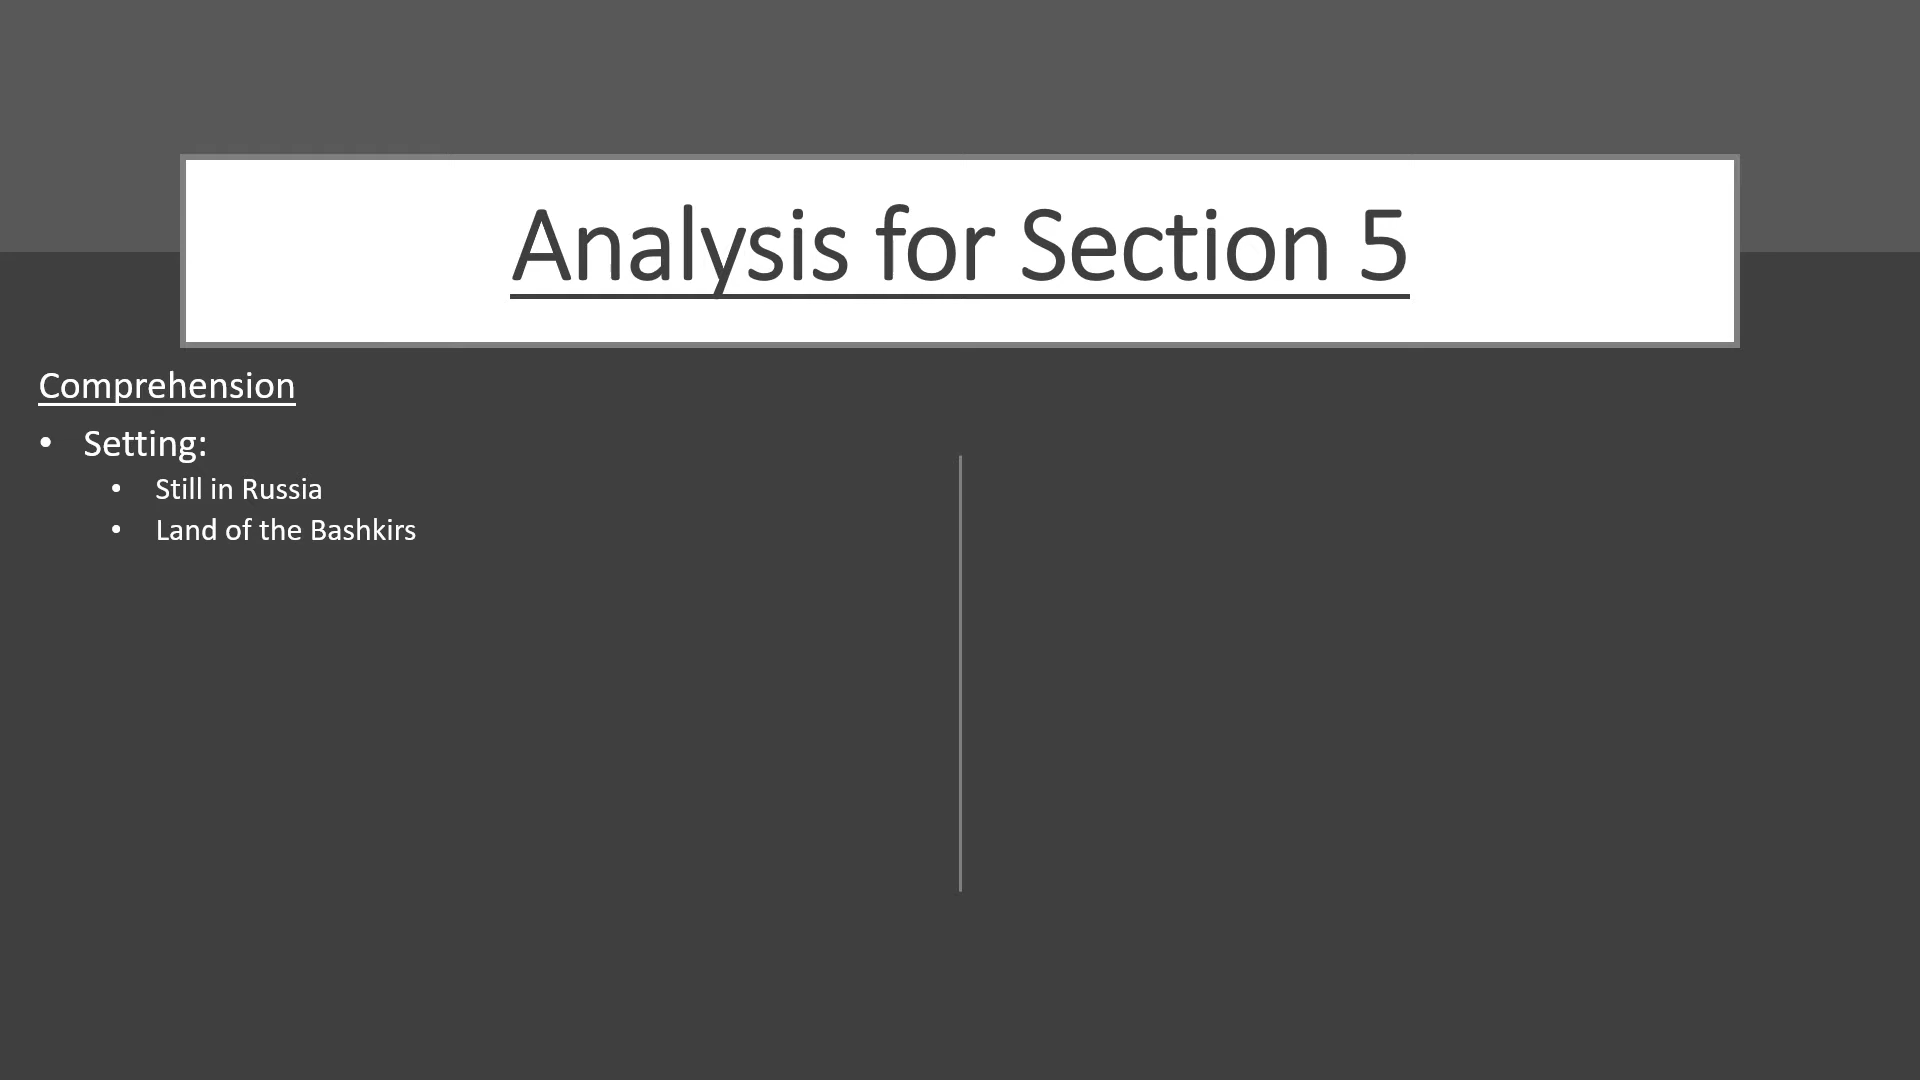 Analysis for Section 5
Comprehension
• Setting:
• Still in Russia
• Land of the Bashkirs